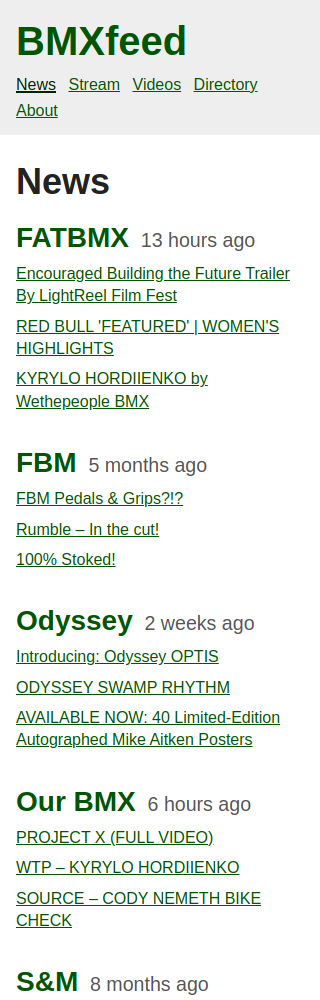 BMXfeed
News Stream Videos Directory
About
News
FATBMX 13 hours ago
Encouraged Building the Future Trailer
By LightReel Film Fest
RED BULL 'FEATURED' | WOMEN'S
HIGHLIGHTS
KYRYLO HORDIIENKO by
Wethepeople BMX
FBM 5 months ago
FBM Pedals & Grips?!?
Rumble – In the cut!
100% Stoked!
Odyssey 2 weeks ago
Introducing: Odyssey OPTIS
ODYSSEY SWAMP RHYTHM
AVAILABLE NOW: 40 Limited-Edition
Autographed Mike Aitken Posters
Our BMX 6 hours ago
PROJECT X (FULL VIDEO)
WTP – KYRYLO HORDIIENKO
SOURCE – CODY NEMETH BIKE
CHECK
S&M 8 months ago